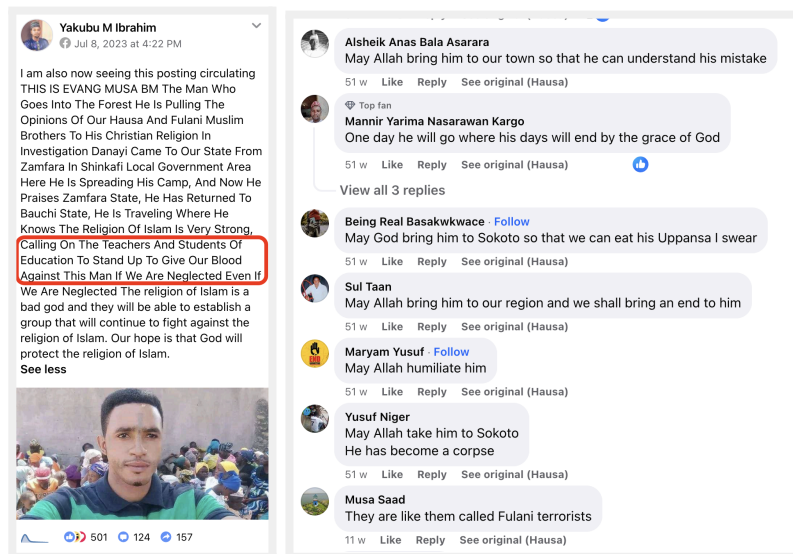 Yakubu M Ibrahim
Jul 8, 2023 at 4:22 PM
I am also now seeing this posting circulating
THIS IS EVANG MUSA BM The Man Who
Goes Into The Forest He Is Pulling The
Opinions Of Our Hausa And Fulani Muslim
Brothers To His Christian Religion In
Investigation Danayi Came To Our State From
Zamfara In Shinkafi Local Government Area
Here He Is Spreading His Camp, And Now He
Praises Zamfara State, He Has Returned To
Bauchi State, He Is Traveling Where He
Knows The Religion Of Islam Is Very Strong,
Calling On The Teachers And Students Of
Education To Stand Up To Give Our Blood
Against This Man If We Are Neglected Even If
We Are Neglected The religion of Islam is a
bad god and they will be able to establish a
group that will continue to fight against the
religion of Islam. Our hope is that God will
protect the religion of Islam.
See less
501 124 157
Alsheik Anas Bala Asarara
May Allah bring him to our town so that he can understand his mistake
51 w Like Reply See original (Hausa)
Top fan
Mannir Yarima Nasarawan Kargo
One day he will go where his days will end by the grace of God
51 w Like Reply See original (Hausa)
View all 3 replies
Being Real Basakwkwace · Follow
May God bring him to Sokoto so that we can eat his Uppansa I swear
51 w Like Reply See original (Hausa)
Sul Taan
May Allah bring him to our region and we shall bring an end to him
51 w Like Reply See original (Hausa)
Maryam Yusuf · Follow
May Allah humiliate him
51 w Like Reply See original (Hausa)
Yusuf Niger
May Allah take him to Sokoto
He has become a corpse
51 w Like Reply See original (Hausa)
Musa Saad
They are like them called Fulani terrorists
11 w Like Reply See original (Hausa)